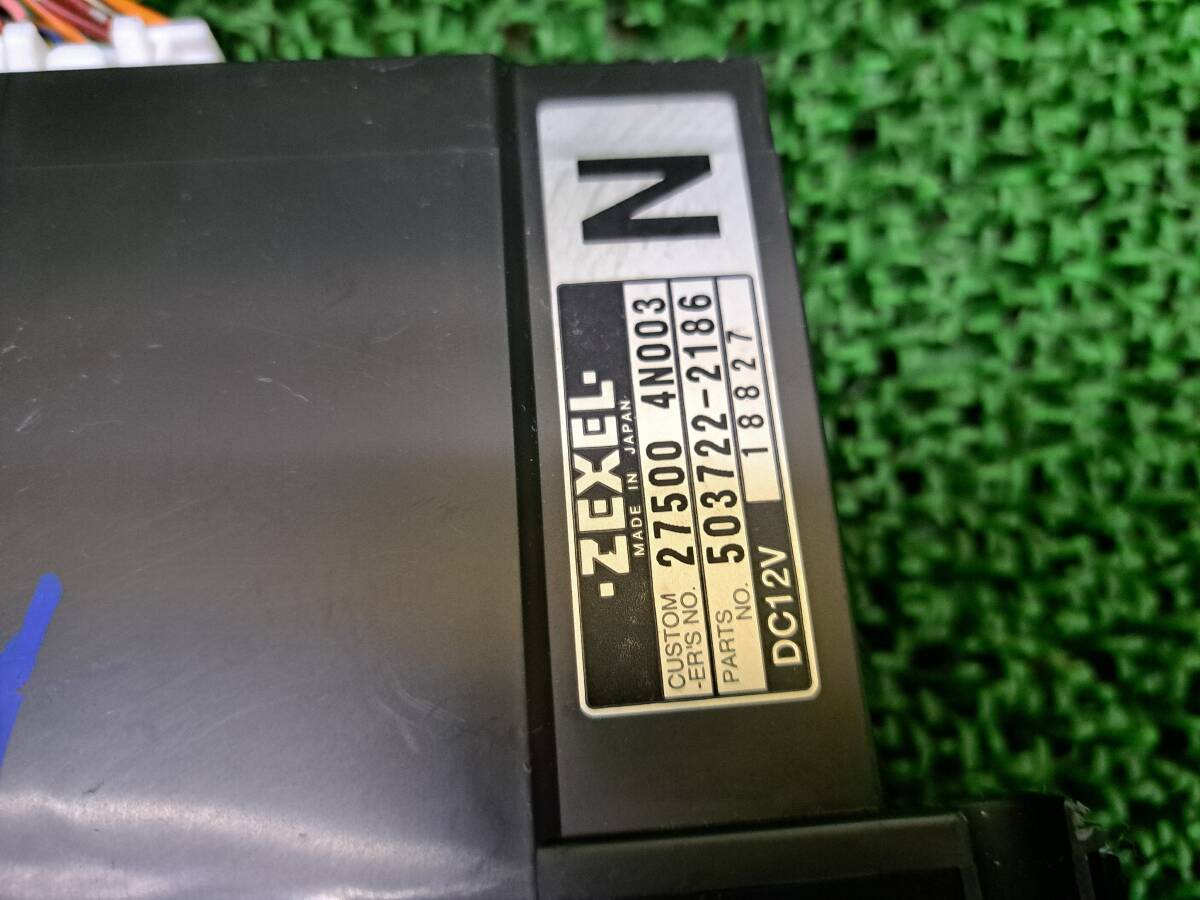 N
ZEXEL
MADE IN JAPAN
CUSTOM
-ER'S NO. 27500 4N003
PARTS
NO. 503722-2186
DC12V 18827